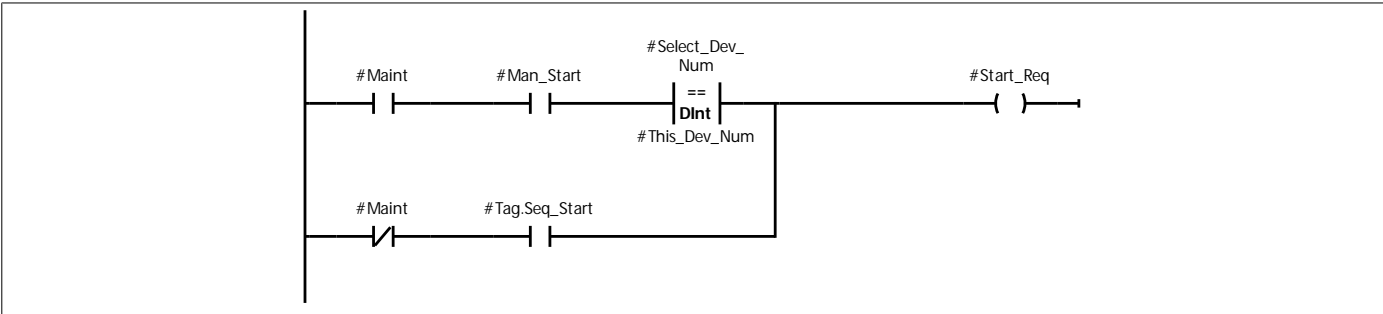 #Select_Dev_
Num
#Maint
#Man_Start
#Start_Req
==
DInt
#This_Dev_Num
#Maint
#Tag.Seq_Start